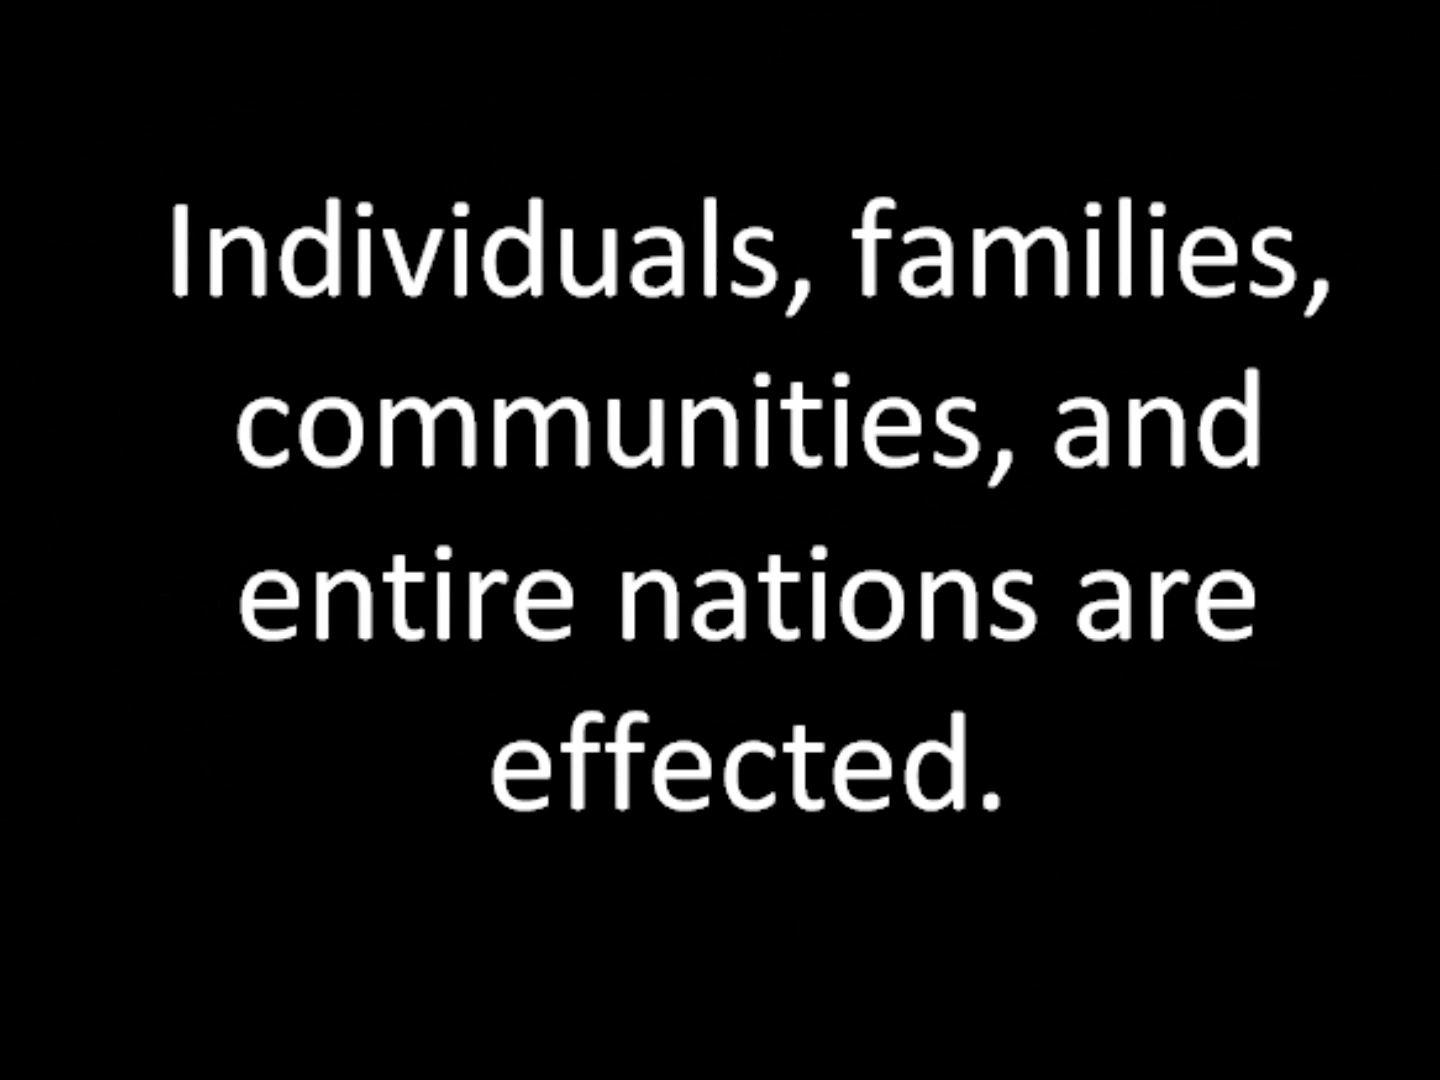 Individuals, families,
communities, and
entire nations are
effected.